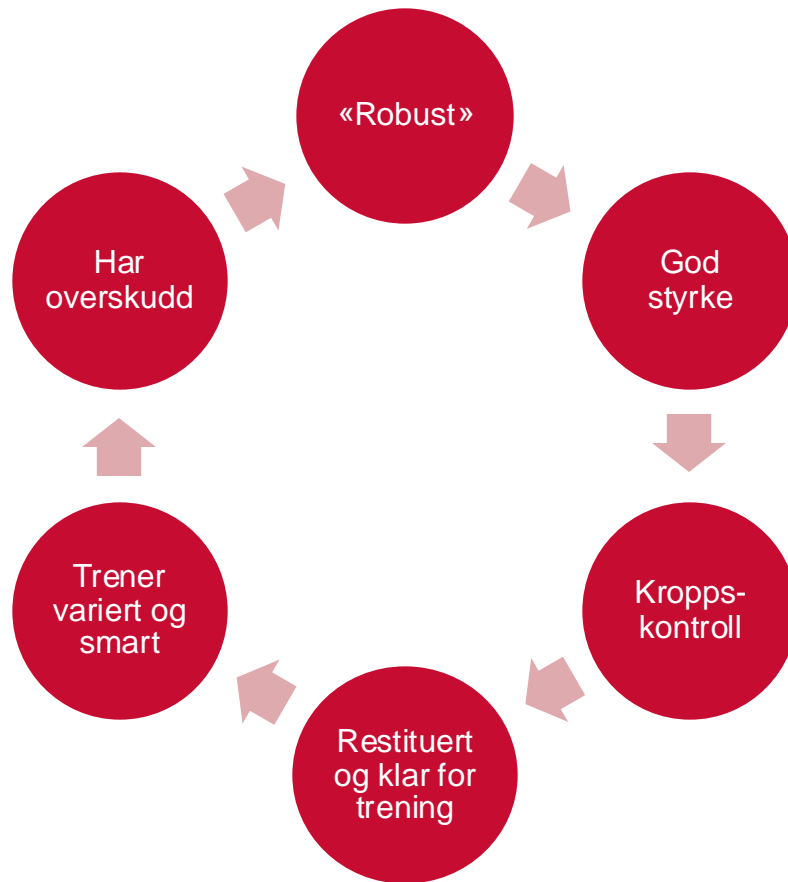 «Robust»
God
styrke
Kropps-
kontroll
Restituert
og klar for
trening
Trener
variert og
smart
Har
overskudd